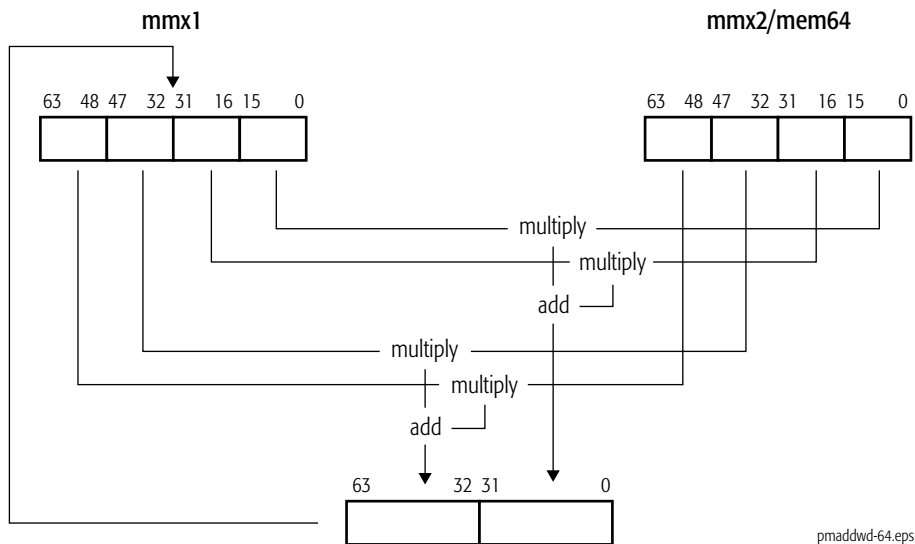 mmx1 mmx2/mem64
63 48 47 32 31 16 15 0 63 48 47 32 31 16 15 0
multiply
multiply
add
multiply
multiply
add
63 32 31 0
pmaddwd-64.eps